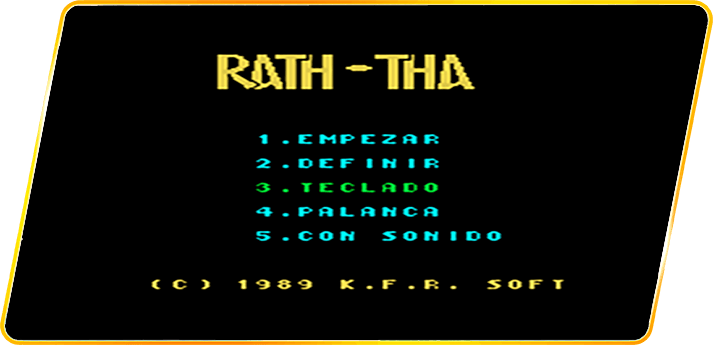 RATH-THA
1.EMPEZAR
2.DEFINIR
3.TECLADO
4.PALANCA
5.CON SONIDO
(C) 1989 K.F.R. SOFT